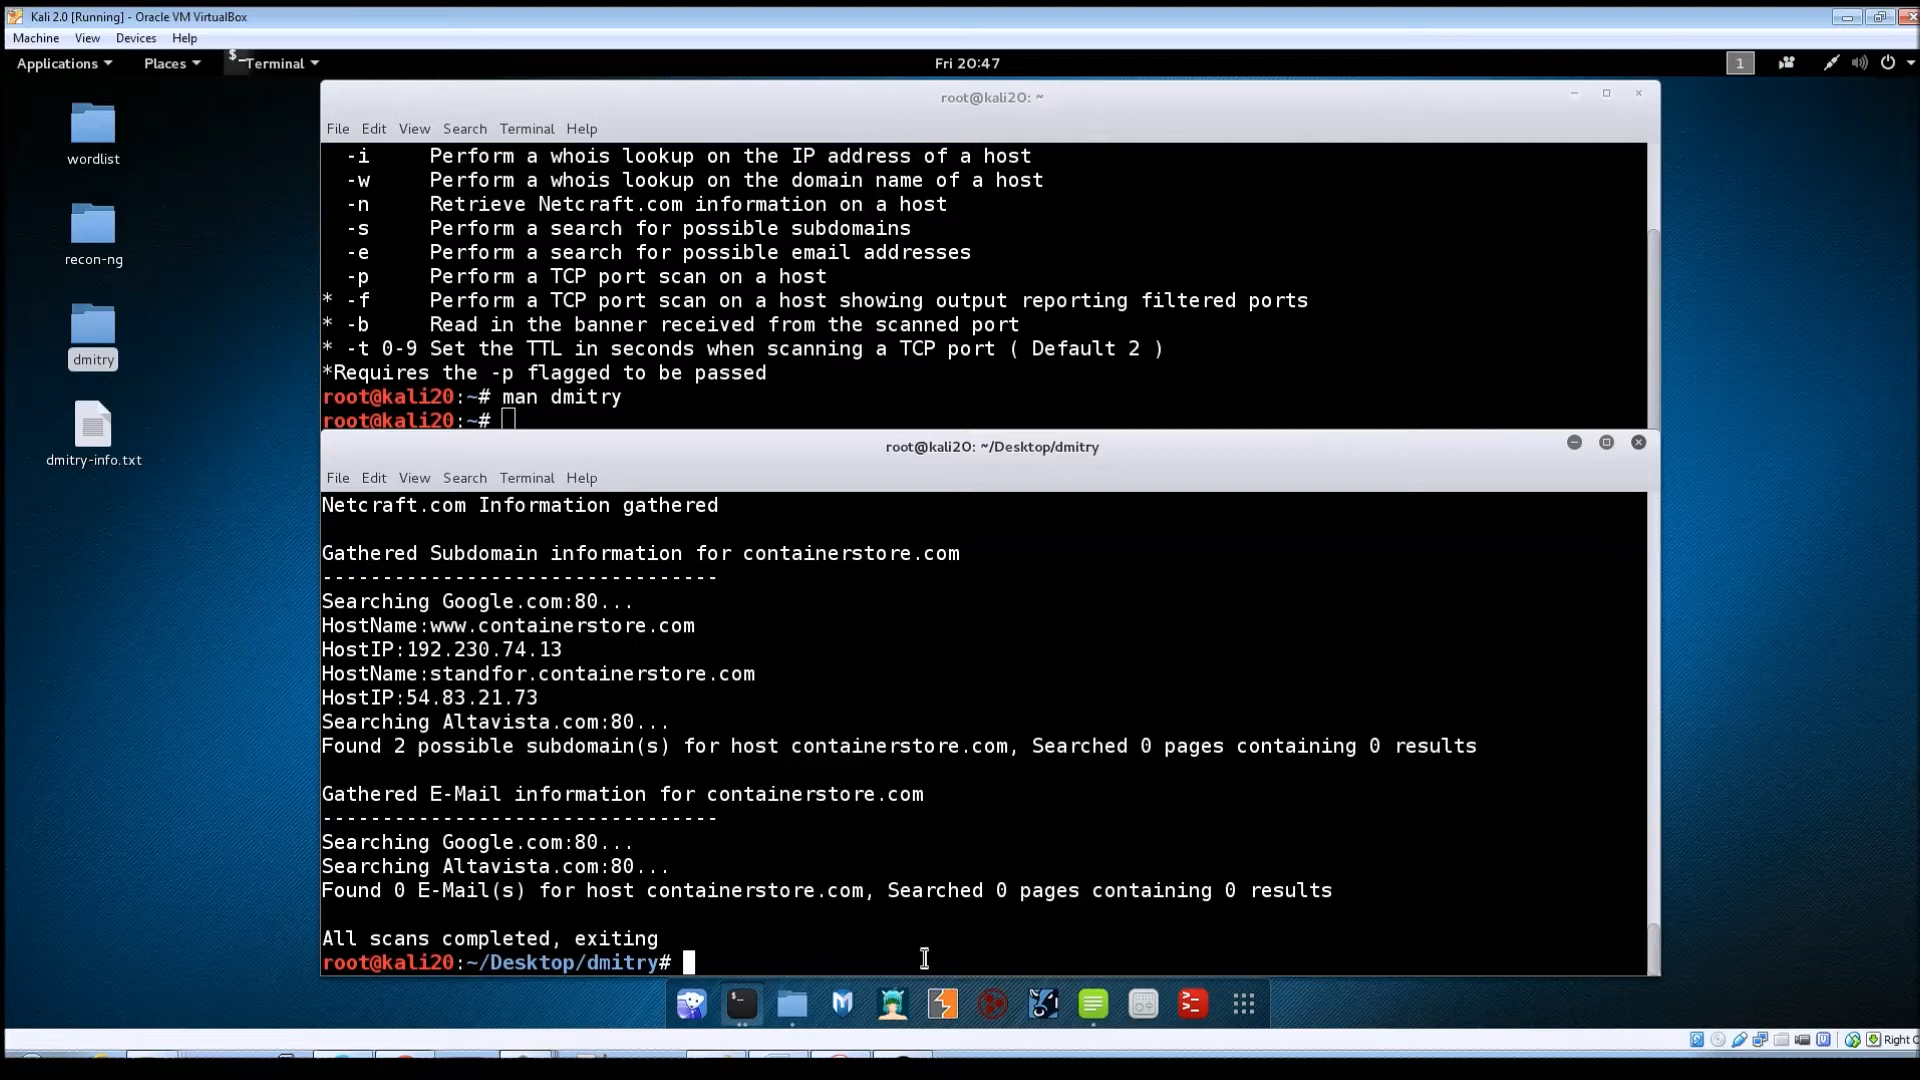 Kali 2.0 [Running] - Oracle VM VirtualBox
Machine View Devices Help
Applications Places Terminal Fri 20:47 1
wordlist
recon-ng
dmitry
dmitry-info.txt
root@kali20: ~
File Edit View Search Terminal Help
-i Perform a whois lookup on the IP address of a host
-w Perform a whois lookup on the domain name of a host
-n Retrieve Netcraft.com information on a host
-s Perform a search for possible subdomains
-e Perform a search for possible email addresses
-p Perform a TCP port scan on a host
* -f Perform a TCP port scan on a host showing output reporting filtered ports
* -b Read in the banner received from the scanned port
* -t 0-9 Set the TTL in seconds when scanning a TCP port ( Default 2 )
*Requires the -p flagged to be passed
root@kali20:~# man dmitry
root@kali20:~#
root@kali20: ~/Desktop/dmitry
File Edit View Search Terminal Help
Netcraft.com Information gathered
Gathered Subdomain information for containerstore.com
---------------------------------
Searching Google.com:80...
HostName:www.containerstore.com
HostIP:192.230.74.13
HostName:standfor.containerstore.com
HostIP:54.83.21.73
Searching Altavista.com:80...
Found 2 possible subdomain(s) for host containerstore.com, Searched 0 pages containing 0 results
Gathered E-Mail information for containerstore.com
---------------------------------
Searching Google.com:80...
Searching Altavista.com:80...
Found 0 E-Mail(s) for host containerstore.com, Searched 0 pages containing 0 results
All scans completed, exiting
root@kali20:~/Desktop/dmitry#
Right C